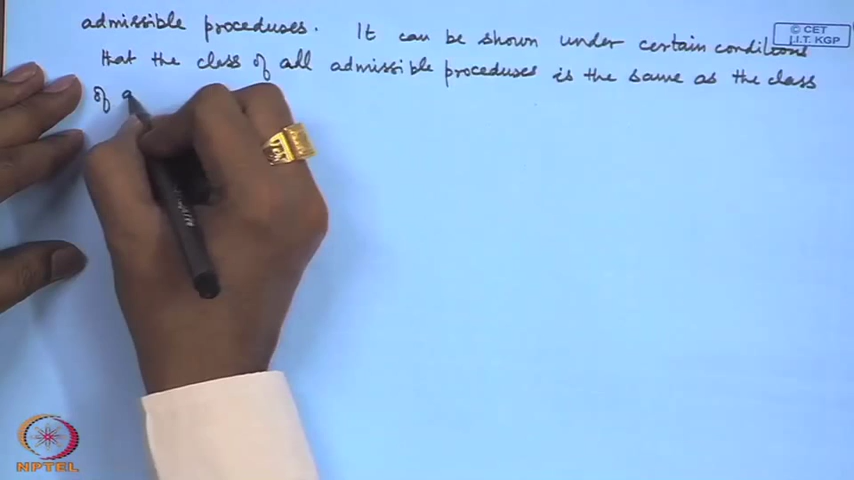 © CET
I.I.T. KGP
admissible procedures. It can be shown under certain conditions
that the class of all admissible procedures is the same as the class
of a
NPTEL